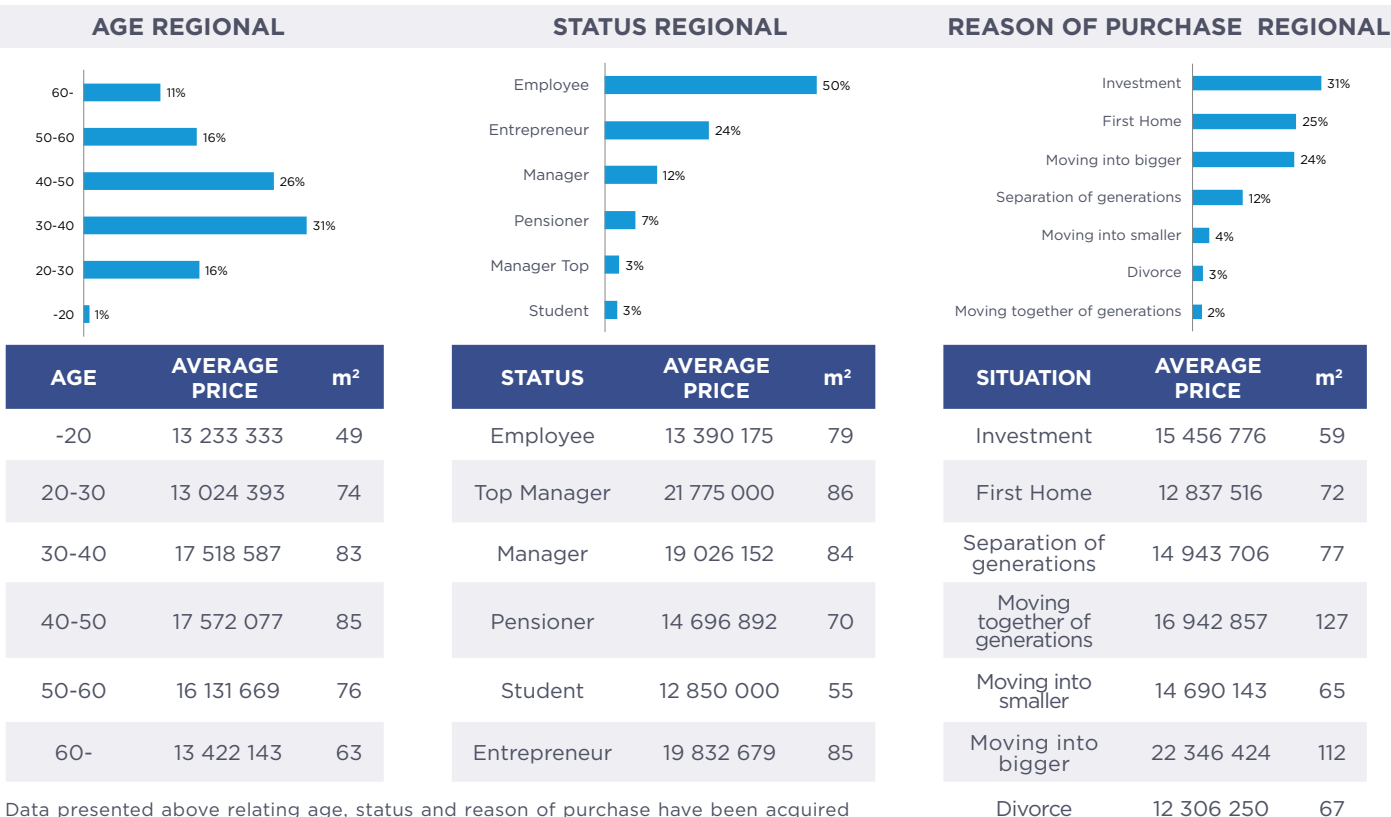 AGE REGIONAL
60- 11%
50-60 16%
40-50 26%
30-40 31%
20-30 16%
-20 1%
AGE AVERAGE PRICE m²
-20 13 233 333 49
20-30 13 024 393 74
30-40 17 518 587 83
40-50 17 572 077 85
50-60 16 131 669 76
60- 13 422 143 63
STATUS REGIONAL
Employee 50%
Entrepreneur 24%
Manager 12%
Pensioner 7%
Manager Top 3%
Student 3%
STATUS AVERAGE PRICE m²
Employee 13 390 175 79
Top Manager 21 775 000 86
Manager 19 026 152 84
Pensioner 14 696 892 70
Student 12 850 000 55
Entrepreneur 19 832 679 85
REASON OF PURCHASE REGIONAL
Investment 31%
First Home 25%
Moving into bigger 24%
Separation of generations 12%
Moving into smaller 4%
Divorce 3%
Moving together of generations 2%
SITUATION AVERAGE PRICE m²
Investment 15 456 776 59
First Home 12 837 516 72
Separation of generations 14 943 706 77
Moving together of generations 16 942 857 127
Moving into smaller 14 690 143 65
Moving into bigger 22 346 424 112
Divorce 12 306 250 67
Data presented above relating age, status and reason of purchase have been acquired